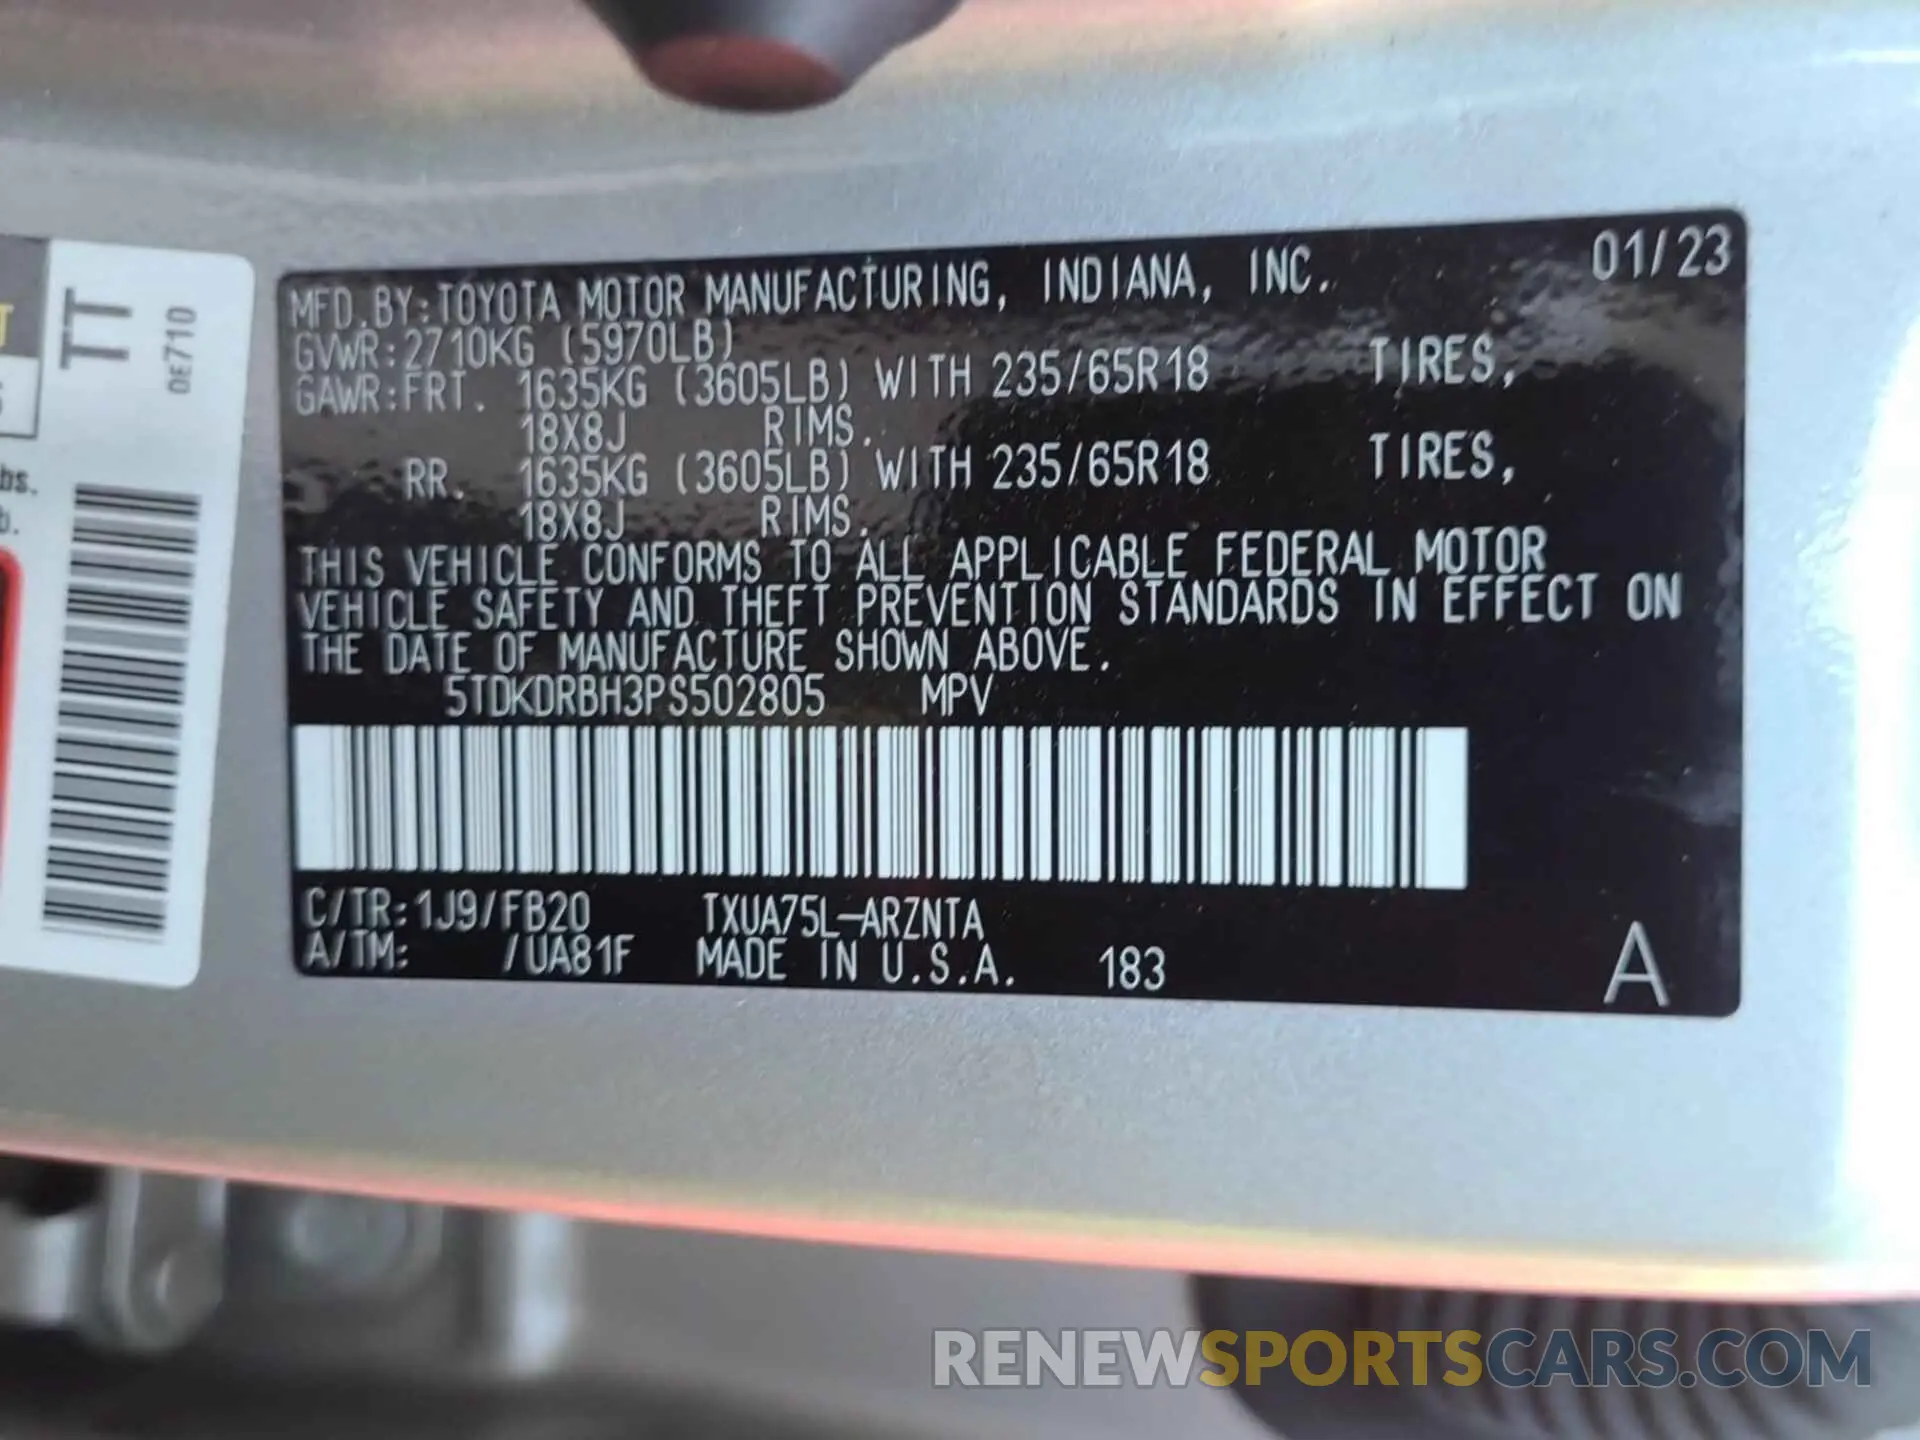 MFD.BY:TOYOTA MOTOR MANUFACTURING, INDIANA, INC. 01/23
GVWR:2710KG (5970LB)
GAWR:FRT. 1635KG (3605LB) WITH 235/65R18 TIRES,
18X8J RIMS.
RR. 1635KG (3605LB) WITH 235/65R18 TIRES,
18X8J RIMS.
THIS VEHICLE CONFORMS TO ALL APPLICABLE FEDERAL MOTOR
VEHICLE SAFETY AND THEFT PREVENTION STANDARDS IN EFFECT ON
THE DATE OF MANUFACTURE SHOWN ABOVE.
5TDKDRBH3PS502805 MPV
C/TR:1J9/FB20 TXUA75L-ARZNTA
A/TM: /UA81F MADE IN U.S.A. 183 A
TT
0E710
RENEWSPORTSCARS.COM